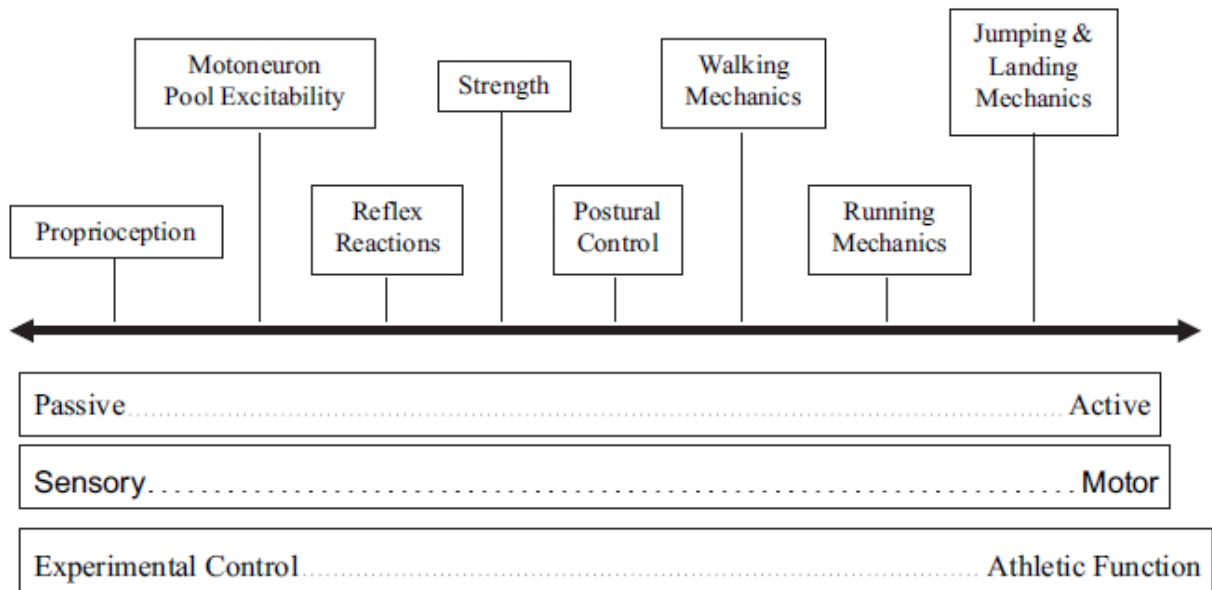 Motoneuron
Pool Excitability
Strength
Walking
Mechanics
Jumping &
Landing
Mechanics
Proprioception
Reflex
Reactions
Postural
Control
Running
Mechanics
Passive Active
Sensory Motor
Experimental Control Athletic Function